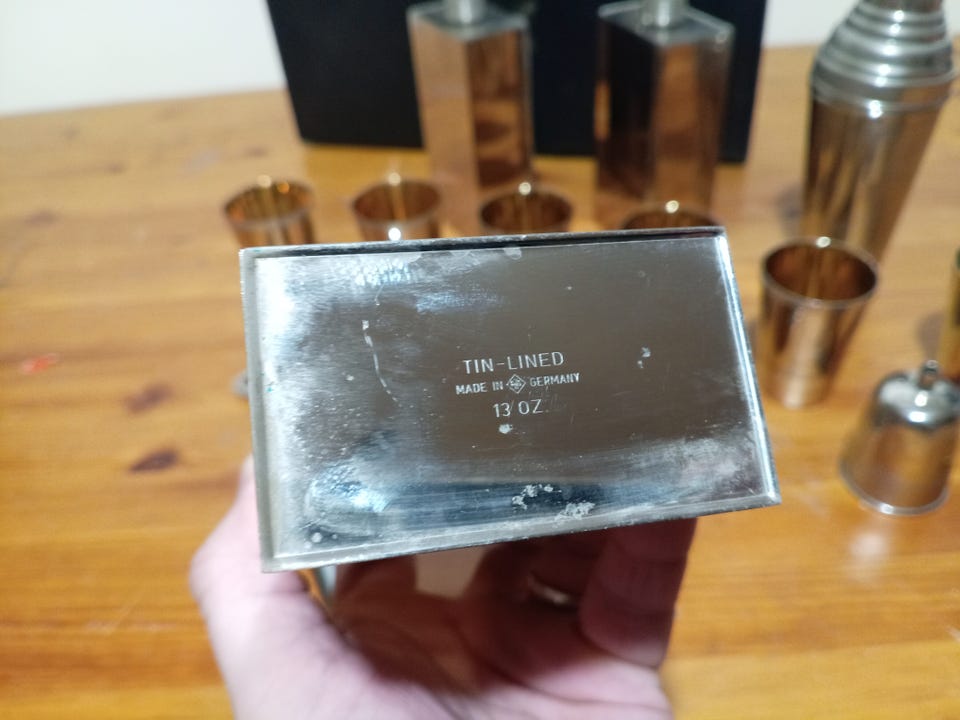 TIN-LINED
MADE IN GERMANY
13 OZ.